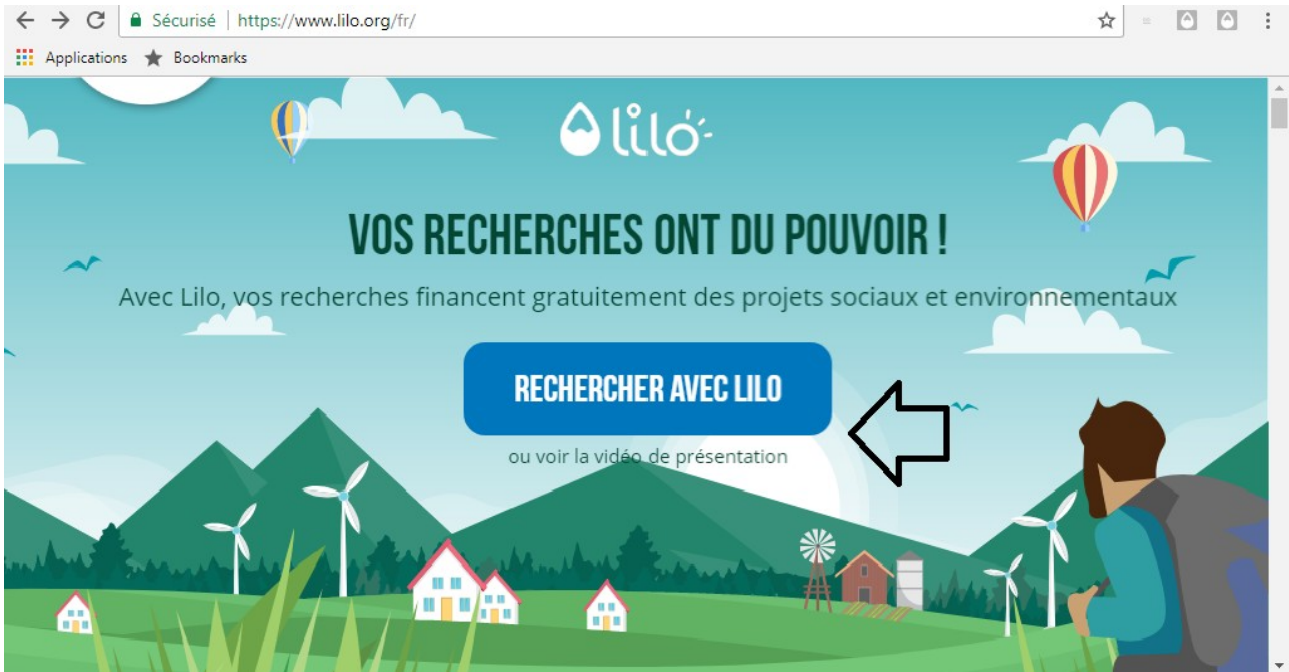 Sécurisé | https://www.lilo.org/fr/
Applications Bookmarks
lilo
VOS RECHERCHES ONT DU POUVOIR !
Avec Lilo, vos recherches financent gratuitement des projets sociaux et environnementaux
RECHERCHER AVEC LILO
ou voir la vidéo de présentation